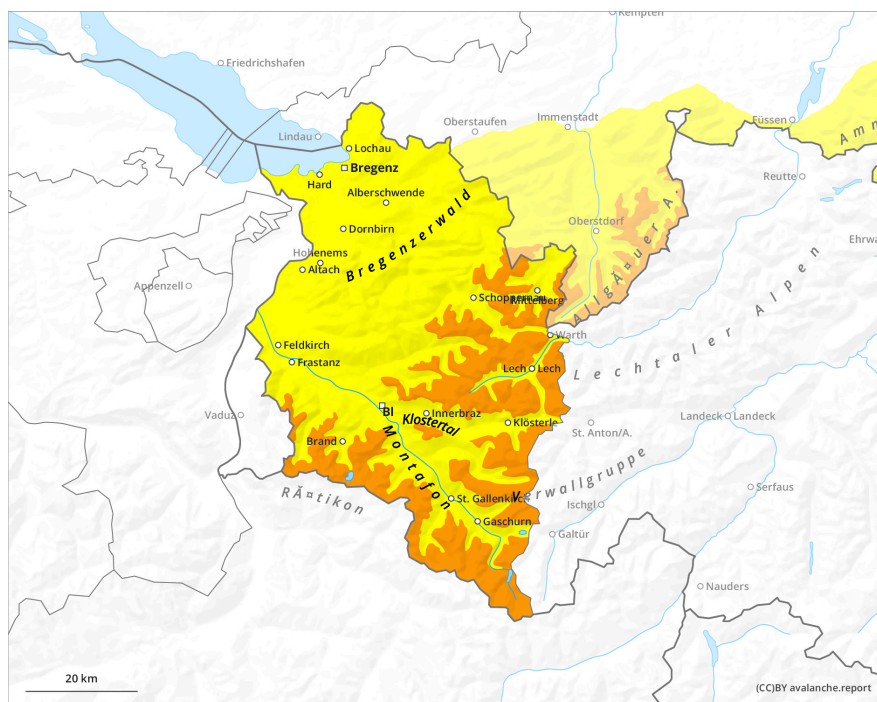 Kempten
Friedrichshafen
Oberstaufen
Immenstadt
Füssen
Amm
Lindau
Lochau
Bregenz
Hard
Alberschwende
Reutte
Dornbirn
Bregenzerwald
Oberstdorf
Ehrwa
Hohenems
Altach
Appenzell
Allgäuer A.
Schoppernau
Mittelberg
Warth
Feldkirch
Frastanz
Lech
Lech
Lechtaler Alpen
Vaduz
Bl
Innerbraz
Klostertal
Klösterle
St. Anton/A.
Landeck
Landeck
Brand
Montafon
Verwallgruppe
Serfaus
RÃ¤tikon
St. Gallenkirch
Ischgl
Gaschurn
Galtür
Nauders
20 km
(CC)BY avalanche.report